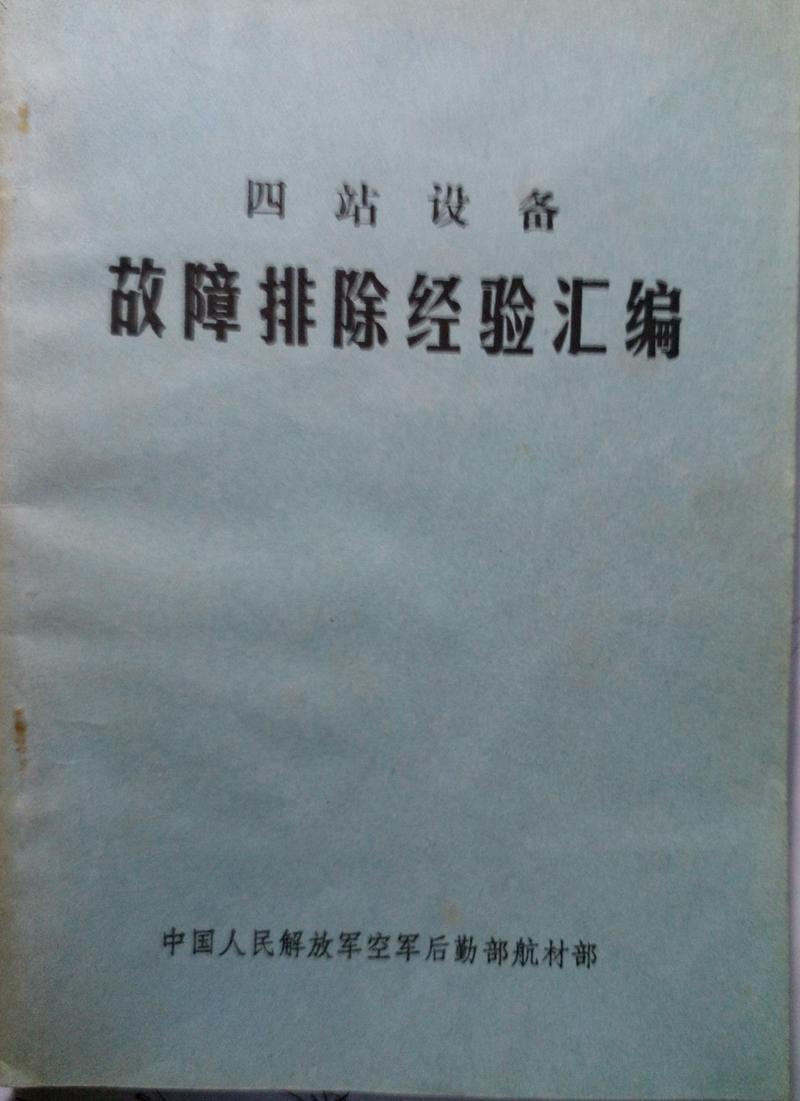 四站设备
故障排除经验汇编
中国人民解放军空军后勤部航材部